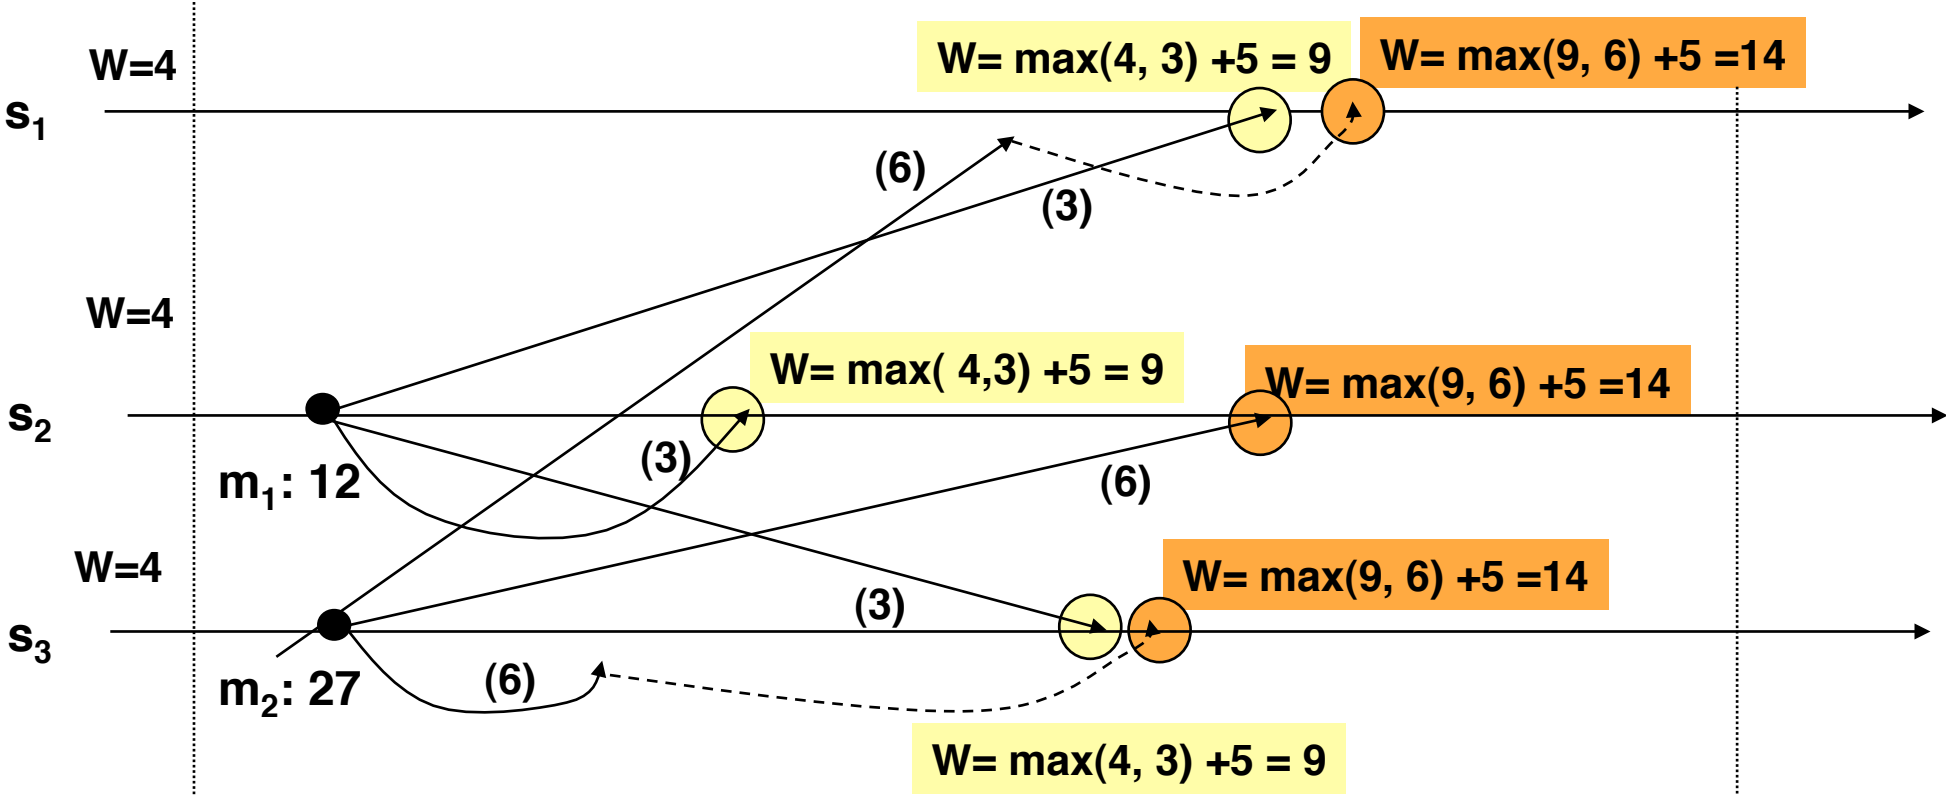 W=4
W= max(4, 3) +5 = 9
W= max(9, 6) +5 =14
s1
(6)
(3)
W=4
W= max( 4,3) +5 = 9
W= max(9, 6) +5 =14
s2
(3)
m1: 12
(6)
W=4
W= max(9, 6) +5 =14
(3)
s3
(6)
m2: 27
W= max(4, 3) +5 = 9